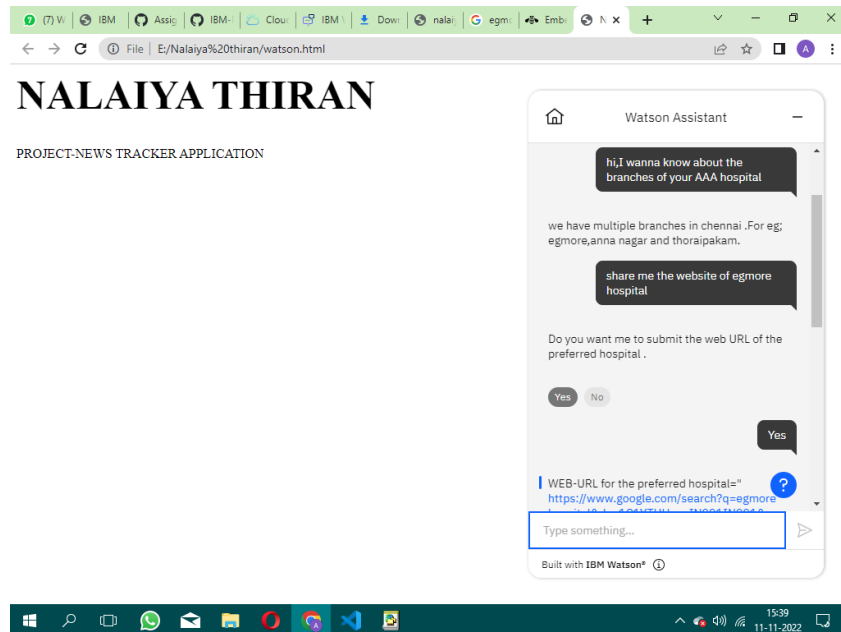 (7) W
IBM
Assig
IBM-
Clou
IBM
Dow
nalai
egm
Emb
N
File E:/Nalaiya%20thiran/watson.html
A
NALAIYA THIRAN
PROJECT-NEWS TRACKER APPLICATION
Watson Assistant
hi,I wanna know about the
branches of your AAA hospital
we have multiple branches in chennai .For eg;
egmore,anna nagar and thoraipakam.
share me the website of egmore
hospital
Do you want me to submit the web URL of the
preferred hospital .
Yes No
Yes
WEB-URL for the preferred hospital="
https://www.google.com/search?q=egmore
?
Type something...
Built with IBM Watson®
15:39
11-11-2022